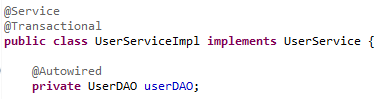 @Service
@Transactional
public class UserServiceImpl implements UserService {
@Autowired
private UserDAO userDAO;